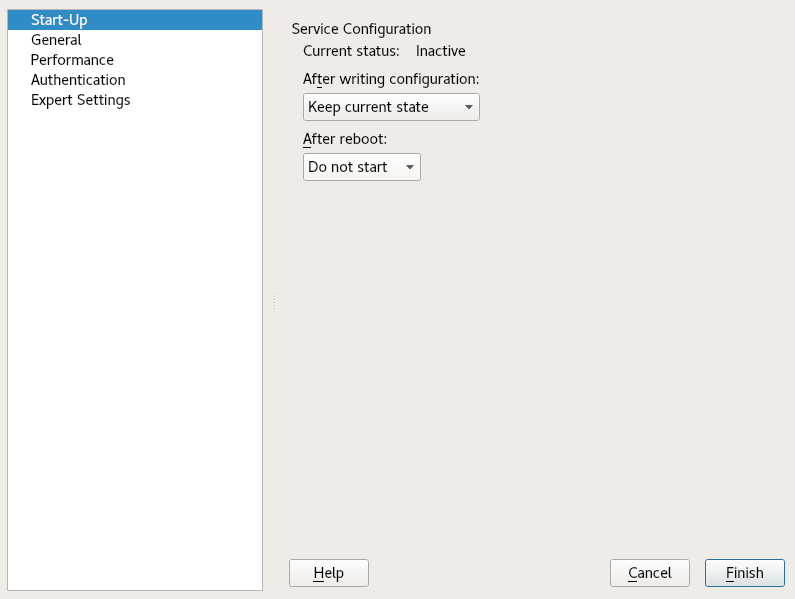 Start-Up
General
Performance
Authentication
Expert Settings
Service Configuration
Current status: Inactive
After writing configuration:
Keep current state
After reboot:
Do not start
Help
Cancel
Finish